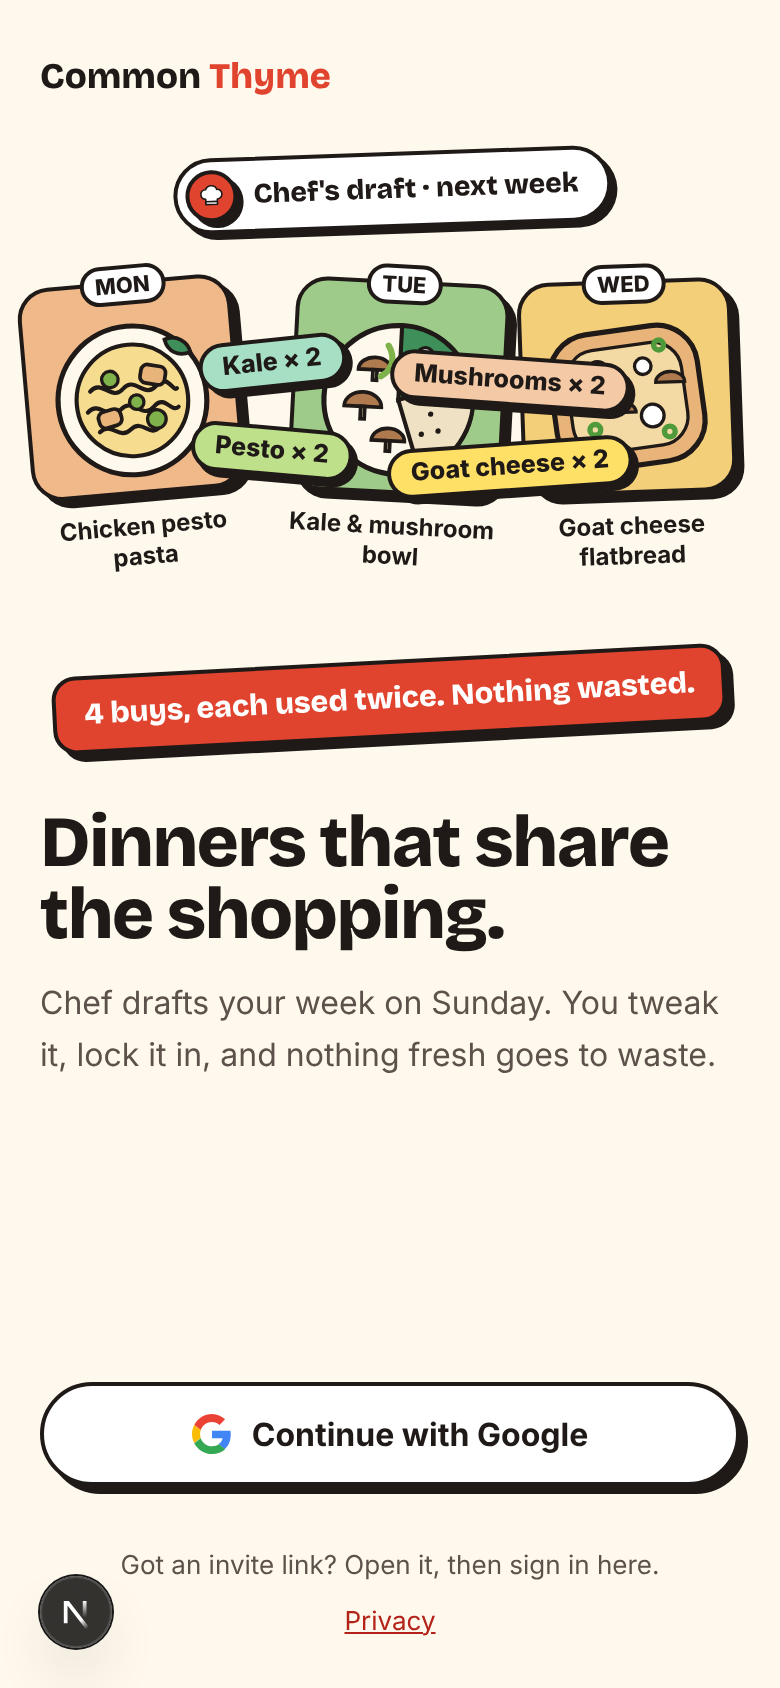 Common Thyme
Chef's draft · next week
MON
TUE
WED
Kale × 2
Mushrooms × 2
Pesto × 2
Goat cheese × 2
Chicken pesto
pasta
Kale & mushroom
bowl
Goat cheese
flatbread
4 buys, each used twice. Nothing wasted.
Dinners that share
the shopping.
Chef drafts your week on Sunday. You tweak
it, lock it in, and nothing fresh goes to waste.
Continue with Google
Got an invite link? Open it, then sign in here.
N
Privacy